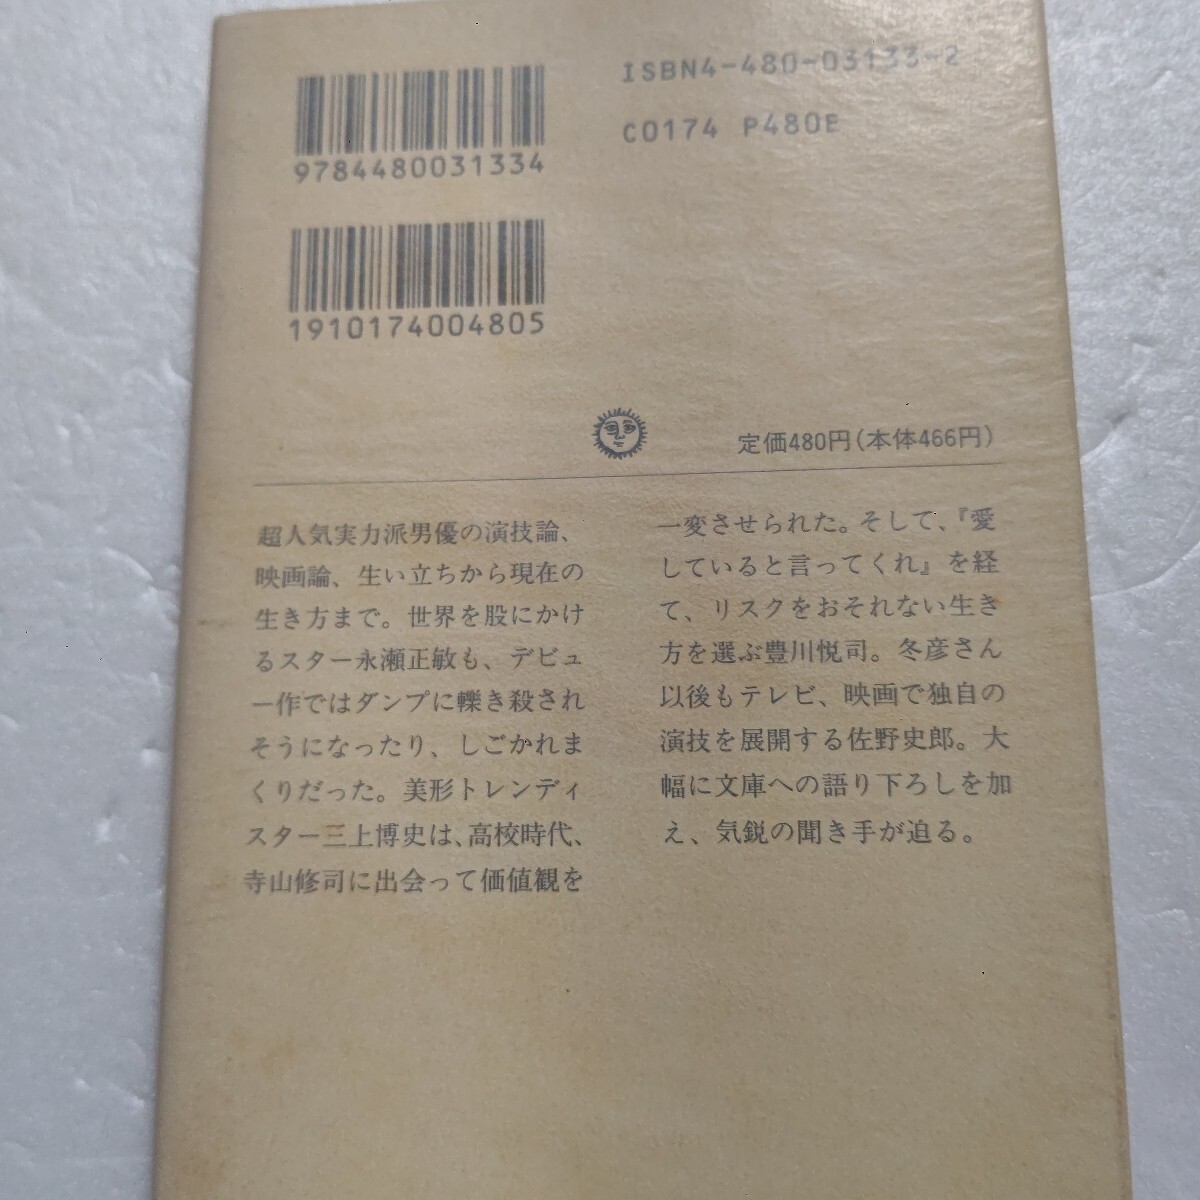 ISBN4-480-03133-2
C0174 P480E
9784480031334
1910174004805
定価480円(本体466円)
超人気実力派男優の演技論、
映画論、生い立ちから現在の
生き方まで。世界を股にかけ
るスター永瀬正敏も、デビュ
ー作ではダンプに轢き殺され
そうになったり、しごかれま
くりだった。美形トレンディ
スター三上博史は、高校時代、
寺山修司に出会って価値観を
一変させられた。そして、『愛
していると言ってくれ』を経
て、リスクをおそれない生き
方を選ぶ豊川悦司。冬彦さん
以後もテレビ、映画で独自の
演技を展開する佐野史郎。大
幅に文庫への語り下ろしを加
え、気鋭の聞き手が迫る。